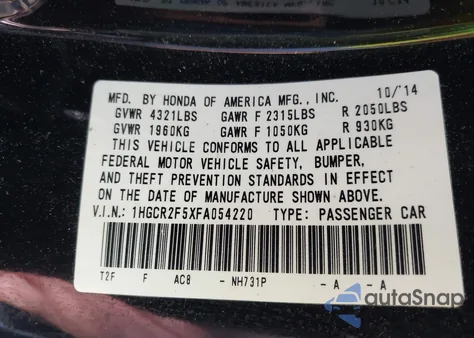 MFD. BY HONDA OF AMERICA MFG., INC. 10/'14
GVWR 4321LBS GAWR F 2315LBS R 2050LBS
GVWR 1960KG GAWR F 1050KG R 930KG
THIS VEHICLE CONFORMS TO ALL APPLICABLE
FEDERAL MOTOR VEHICLE SAFETY, BUMPER,
AND THEFT PREVENTION STANDARDS IN EFFECT
ON THE DATE OF MANUFACTURE SHOWN ABOVE.
V.I.N.: 1HGCR2F5XFA054220 TYPE: PASSENGER CAR
T2F F AC8 - NH731P - A - A
autaSnap